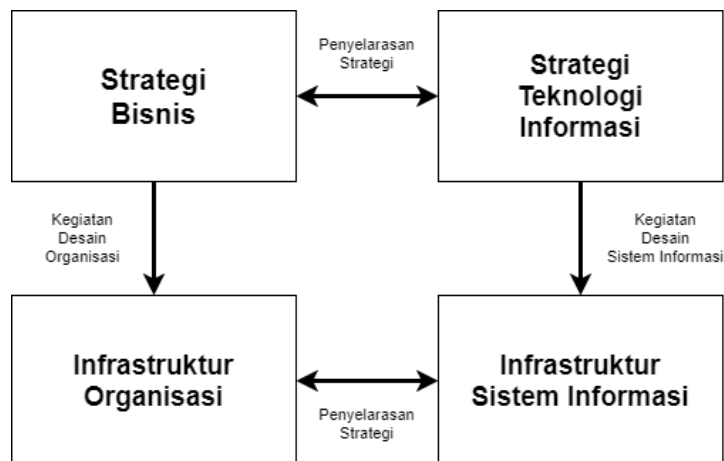 Strategi
Bisnis
Penyelarasan
Strategi
Strategi
Teknologi
Informasi
Kegiatan
Desain
Organisasi
Kegiatan
Desain
Sistem Informasi
Infrastruktur
Organisasi
Penyelarasan
Strategi
Infrastruktur
Sistem Informasi